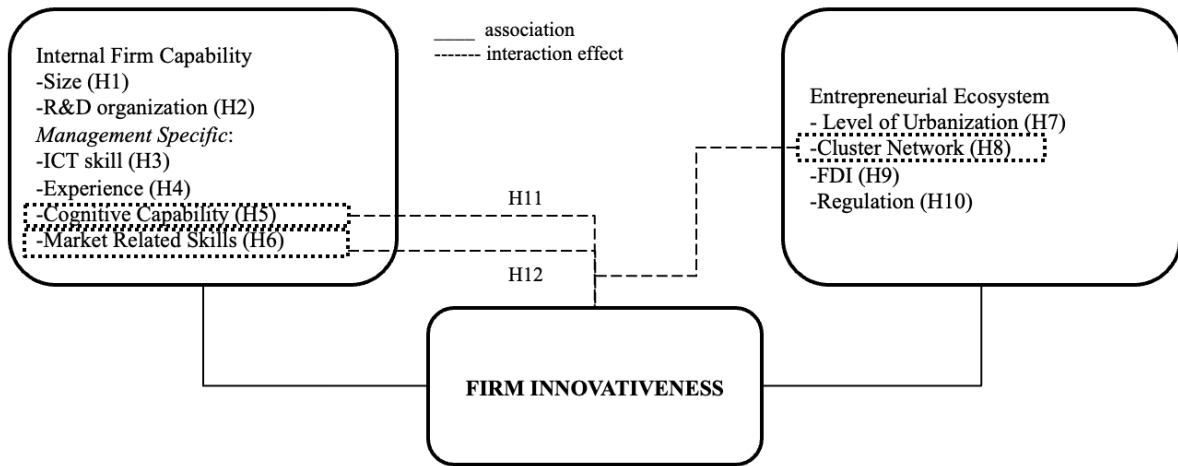 Internal Firm Capability
-Size (H1)
-R&D organization (H2)
Management Specific:
-ICT skill (H3)
-Experience (H4)
-Cognitive Capability (H5)
-Market Related Skills (H6)
____ association
-------- interaction effect
H11
H12
Entrepreneurial Ecosystem
- Level of Urbanization (H7)
-Cluster Network (H8)
-FDI (H9)
-Regulation (H10)
FIRM INNOVATIVENESS